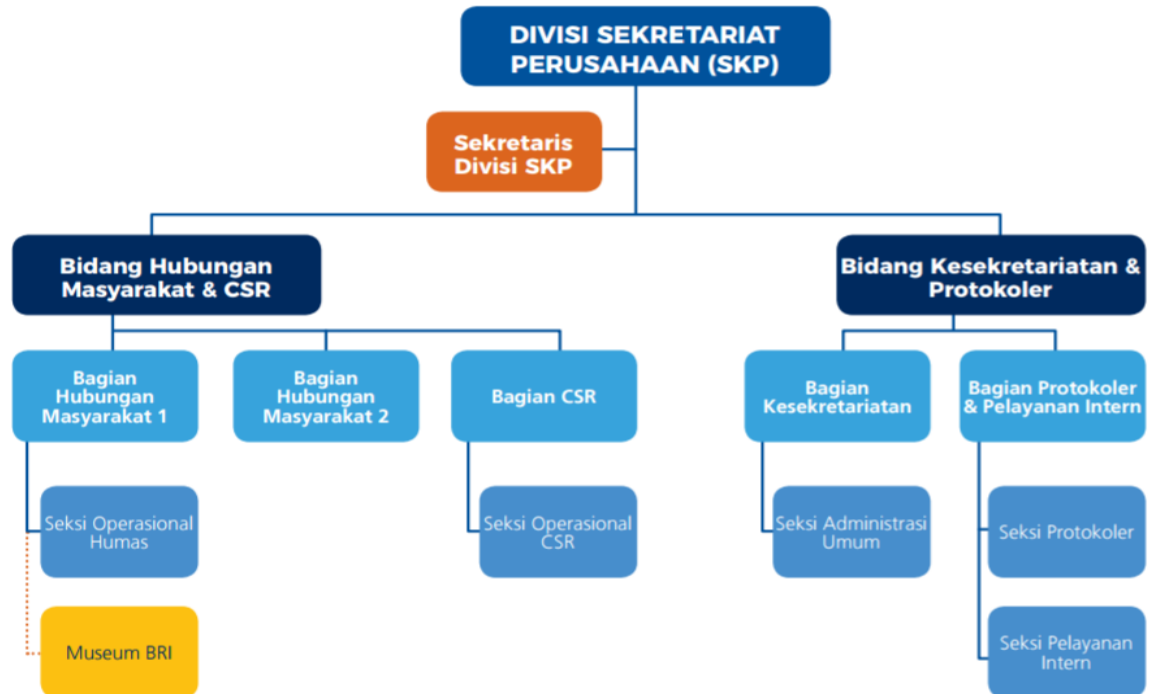 DIVISI SEKRETARIAT
PERUSAHAAN (SKP)
Sekretaris
Divisi SKP
Bidang Hubungan
Masyarakat & CSR
Bidang Kesekretariatan &
Protokoler
Bagian
Hubungan
Masyarakat 1
Bagian
Hubungan
Masyarakat 2
Bagian CSR
Bagian
Kesekretariatan
Bagian Protokoler
& Pelayanan Intern
Seksi Operasional
Humas
Seksi Operasional
CSR
Seksi Administrasi
Umum
Seksi Protokoler
Museum BRI
Seksi Pelayanan
Intern